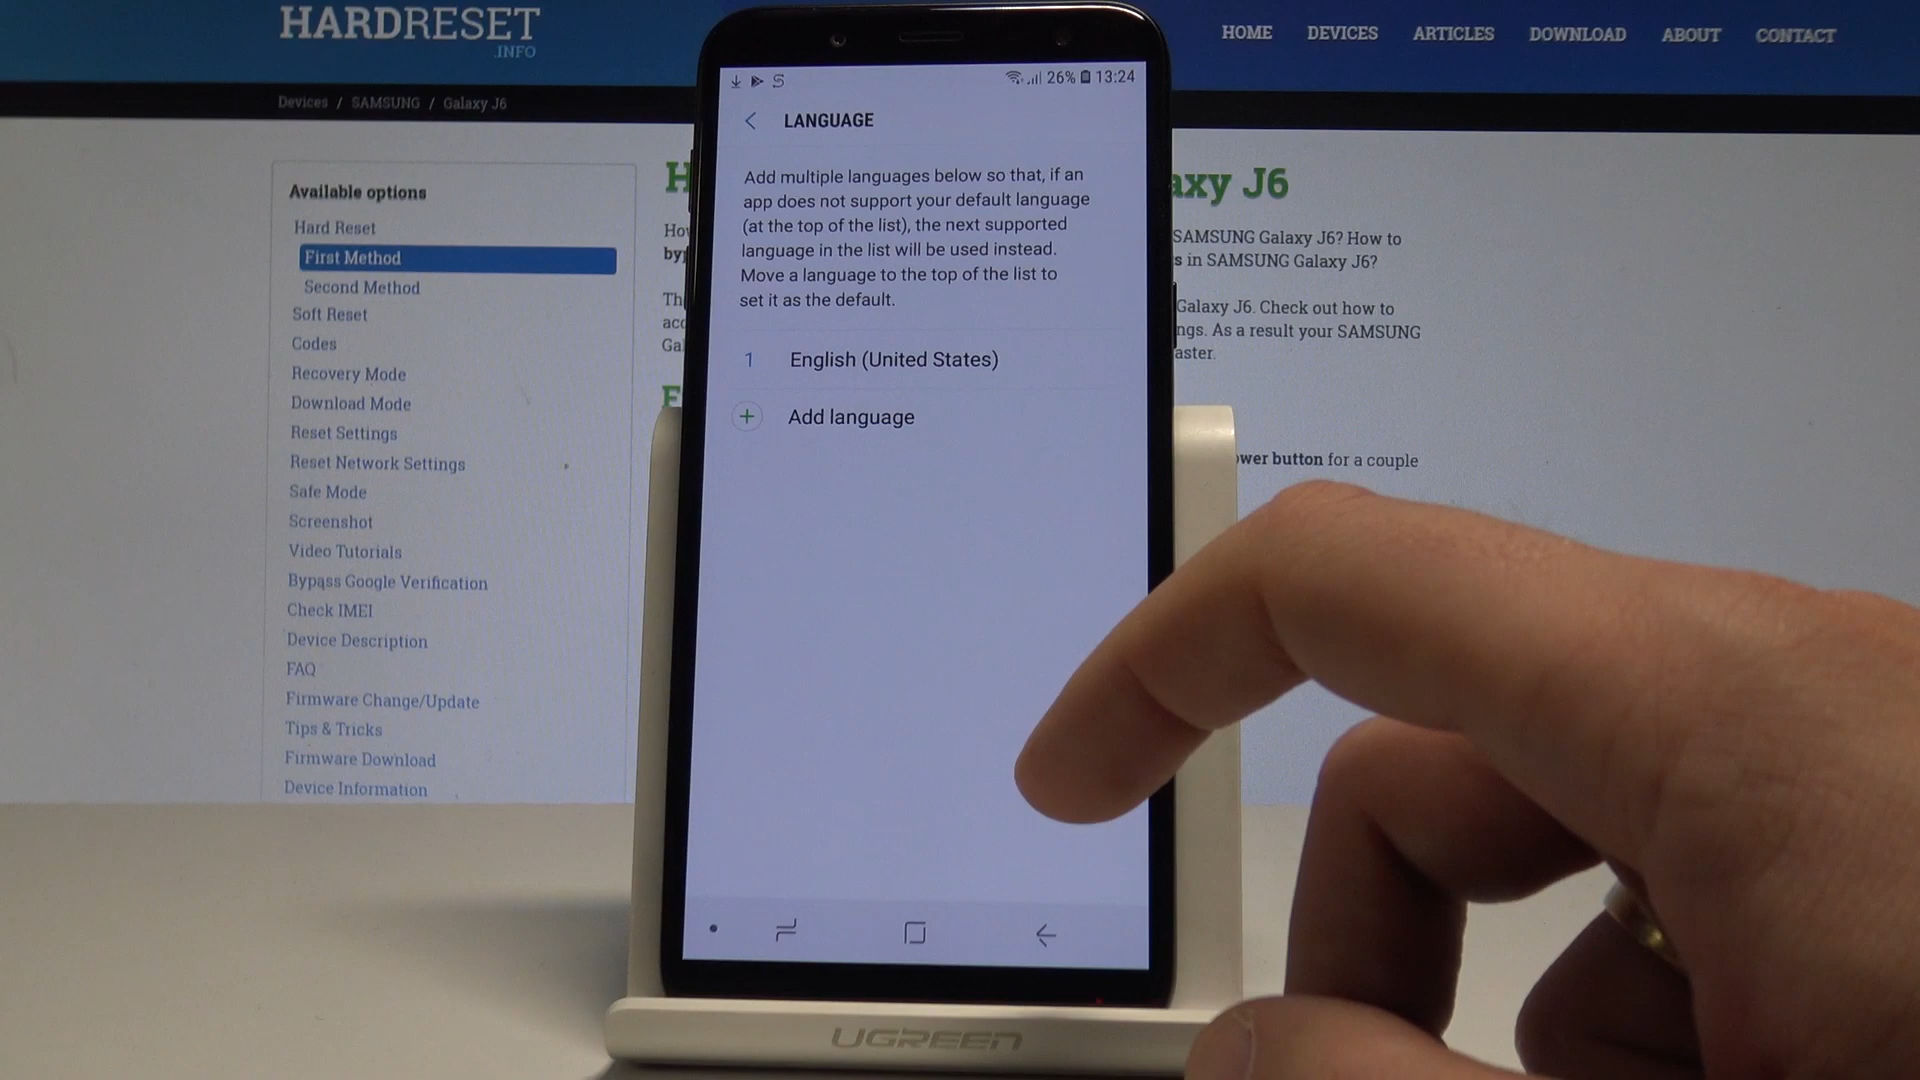 HARDRESET
.INFO
HOME DEVICES ARTICLES DOWNLOAD ABOUT CONTACT
Devices / SAMSUNG / Galaxy J6
Available options
Hard Reset
First Method
Second Method
Soft Reset
Codes
Recovery Mode
Download Mode
Reset Settings
Reset Network Settings
Safe Mode
Screenshot
Video Tutorials
Bypass Google Verification
Check IMEI
Device Description
FAQ
Firmware Change/Update
Tips & Tricks
Firmware Download
Device Information
26% 13:24
LANGUAGE
Add multiple languages below so that, if an
app does not support your default language
(at the top of the list), the next supported
language in the list will be used instead.
Move a language to the top of the list to
set it as the default.
1 English (United States)
+ Add language
J6
SAMSUNG Galaxy J6? How to
in SAMSUNG Galaxy J6?
Galaxy J6. Check out how to
As a result your SAMSUNG
button for a couple
UGREEN